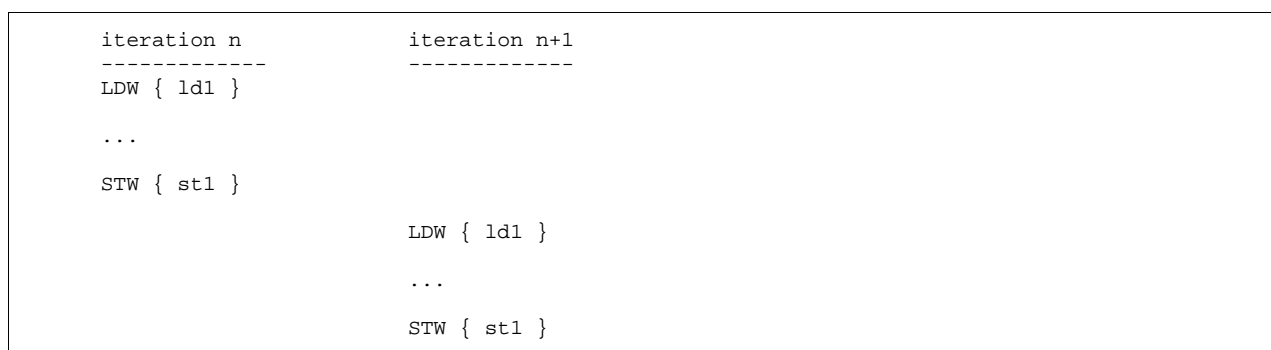 iteration n                iteration n+1
-------------              -------------
LDW { ld1 }
...
STW { st1 }
                           LDW { ld1 }
                           ...
                           STW { st1 }